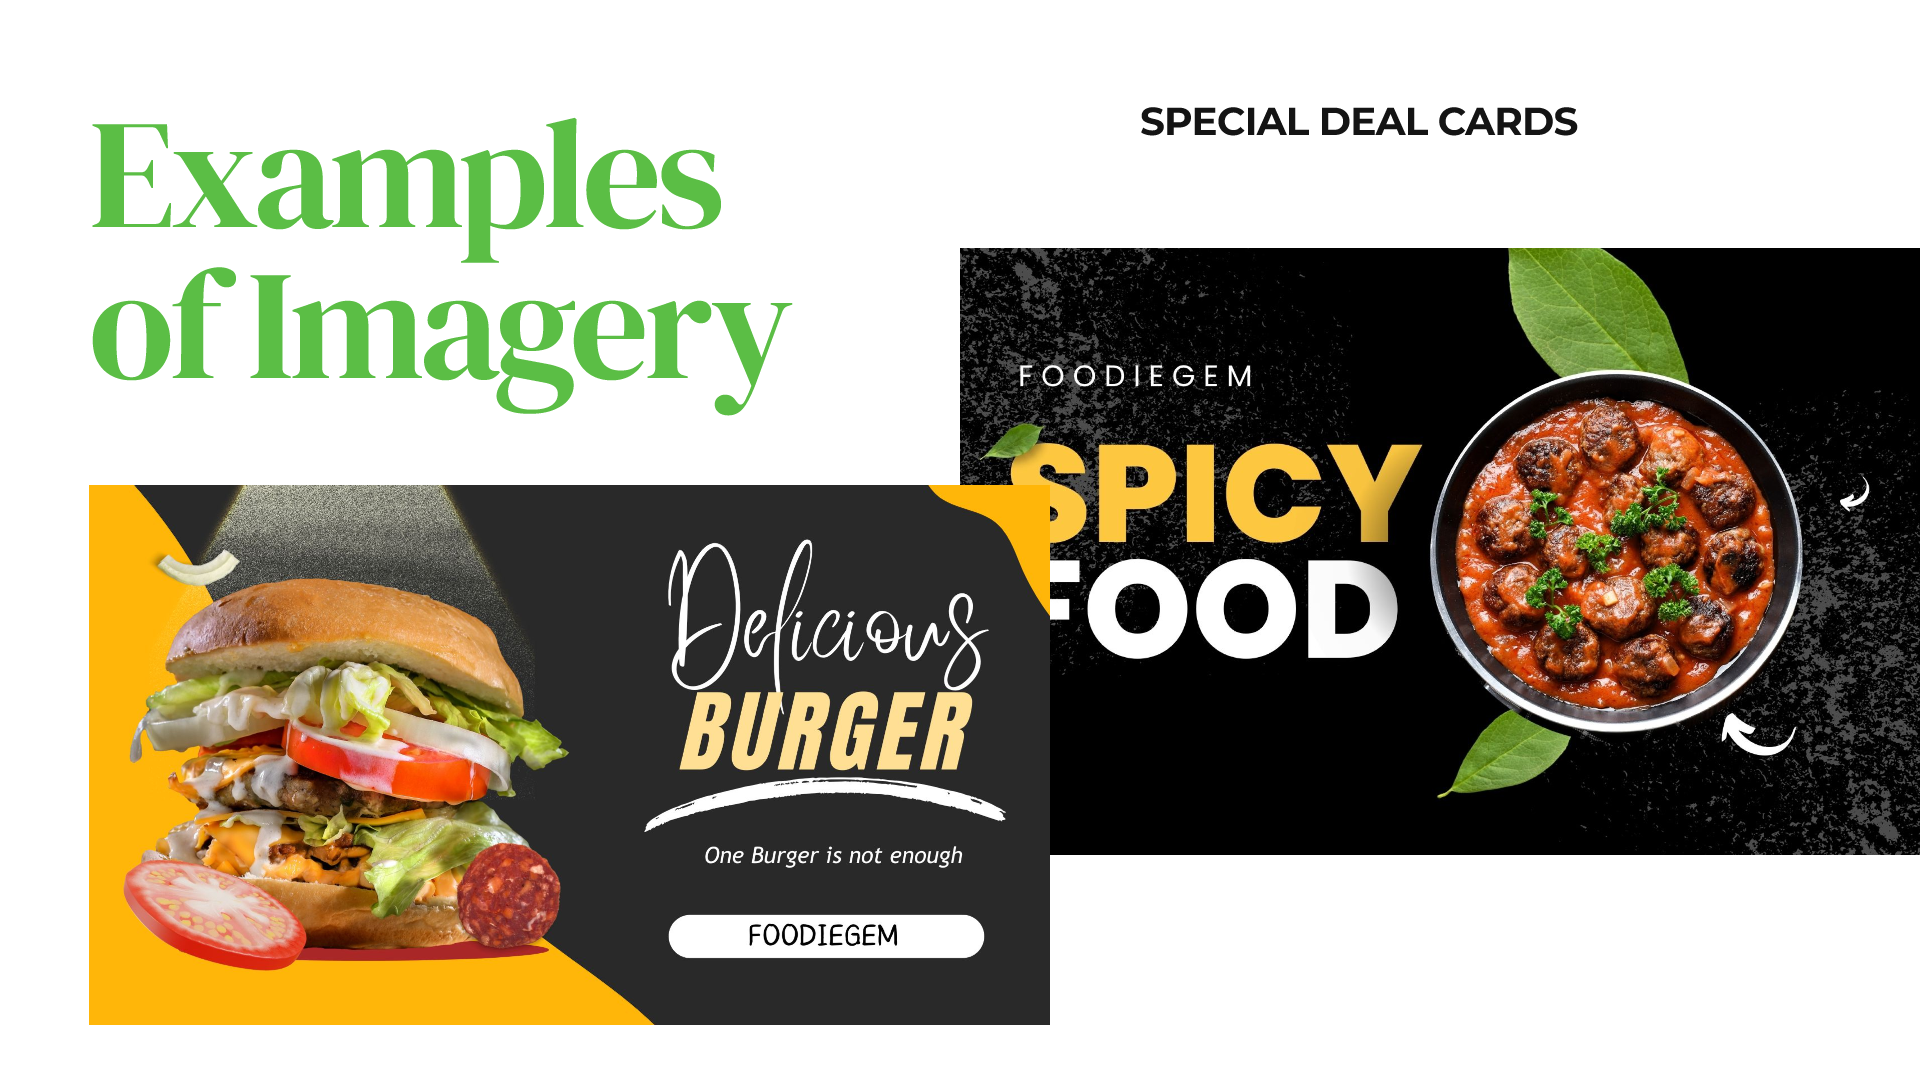 Examples
of Imagery
SPECIAL DEAL CARDS
FOODIEGEM
SPICY
FOOD
Delicious
BURGER
One Burger is not enough
FOODIEGEM